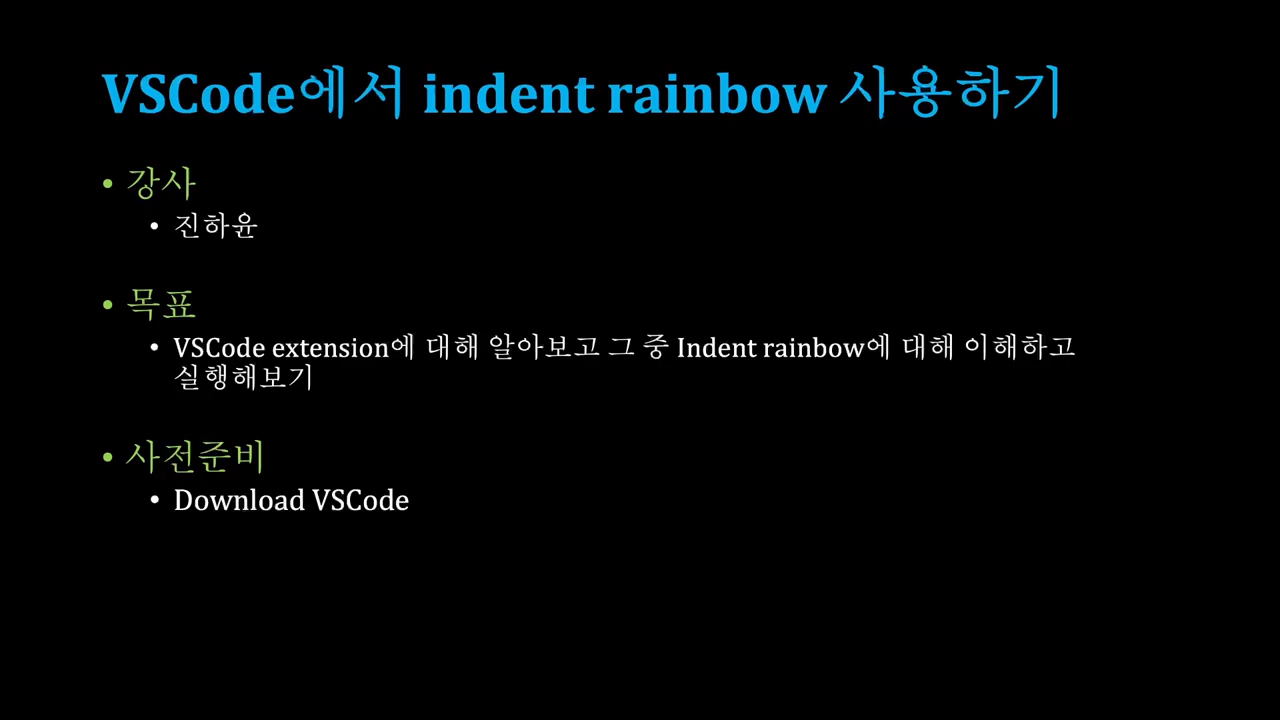 VSCode에서 indent rainbow 사용하기
• 강사
• 진하윤
• 목표
• VSCode extension에 대해 알아보고 그 중 Indent rainbow에 대해 이해하고
실행해보기
• 사전준비
• Download VSCode